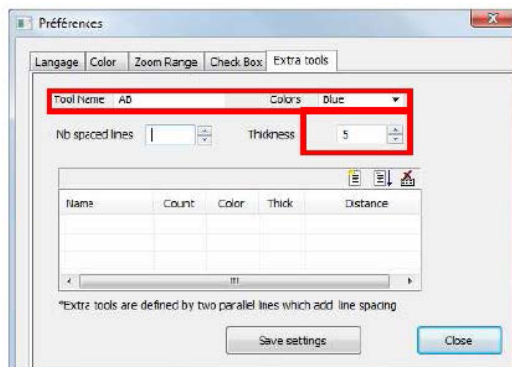 Préférences
Langage Color Zoom Range Check Box Extra tools
Tool Name AB Colors Blue
Nb spaced lines Thickness 5
Name Count Color Thick Distance
*Extra tools are defined by two parallel lines which add line spacing
Save settings Close